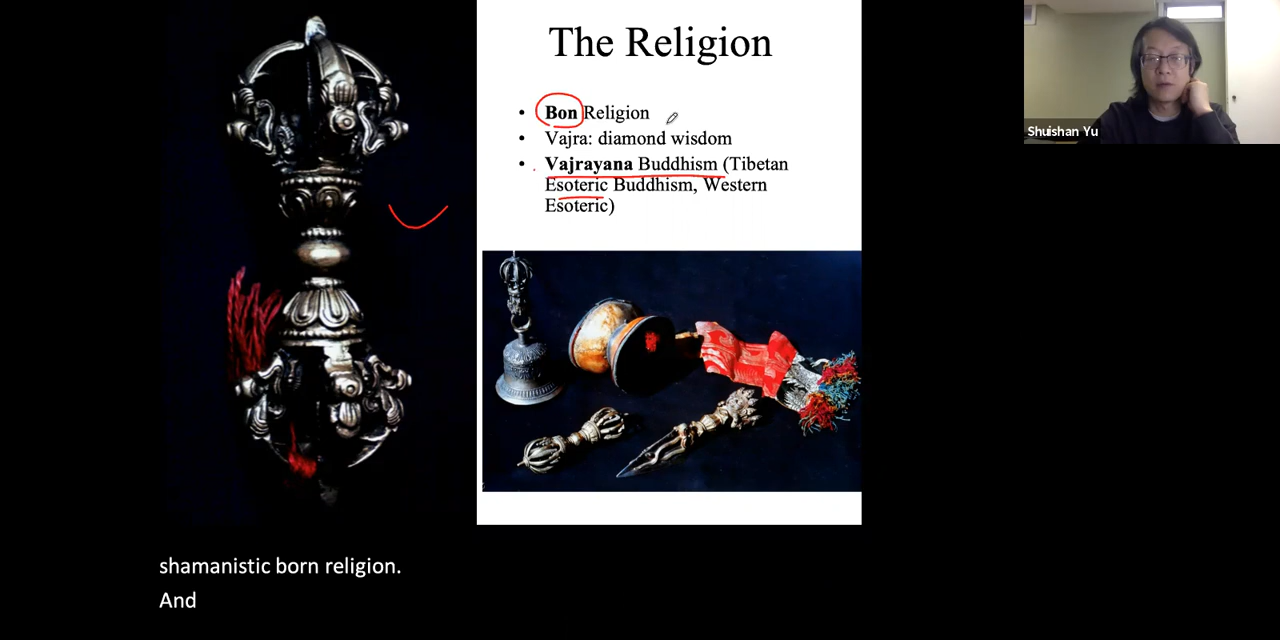 The Religion
• Bon Religion
• Vajra: diamond wisdom
• Vajrayana Buddhism (Tibetan
Esoteric Buddhism, Western
Esoteric)
Shuishan Yu
shamanistic born religion.
And